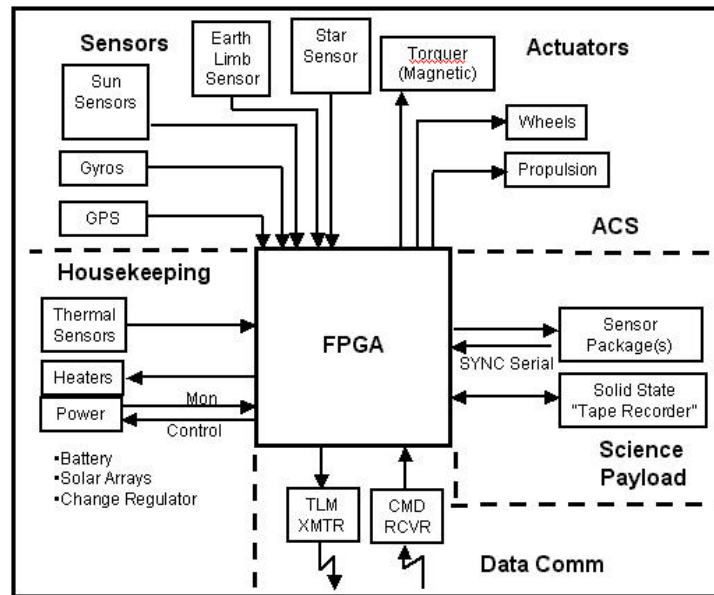 Sensors
Earth
Limb
Sensor
Star
Sensor
Torquer
(Magnetic)
Actuators
Sun
Sensors
Wheels
Gyros
Propulsion
GPS
ACS
Housekeeping
Thermal
Sensors
FPGA
Sensor
Package(s)
SYNC Serial
Heaters
Mon
Power
Control
Solid State
"Tape Recorder"
Science
Payload
▪Battery
▪Solar Arrays
▪Change Regulator
TLM
XMTR
CMD
RCVR
Data Comm